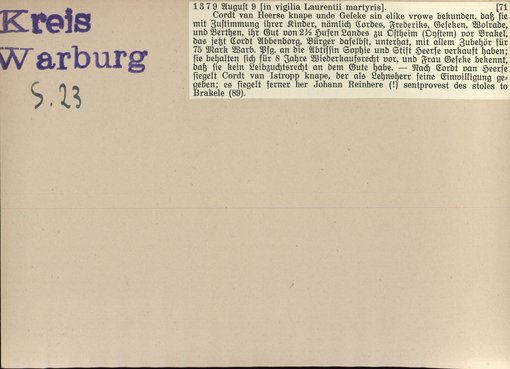 Kreis
Warburg
S. 23
1379 August 9 [in vigilia Laurentii martyris]. [71
Cordt van Heerse knape unde Geseke sin elike vrowe bekunden, daß sie
mit Zustimmung ihrer Kinder, nämlich Cordes, Frederiks, Geseken, Volrade,
und Berthen, ihr Gut von 2½ Hufen Landes zu Ostheim (Ostem) vor Brakel,
das jetzt Cordt Abbenborg, Bürger daselbst, unterhat, mit allem Zubehör für
75 Mark Warb. Pfg. an die Äbtissin Sophie und Stift Heerse verkauft haben;
sie behalten sich für 8 Jahre Wiederkaufsrecht vor, und Frau Geseke bekennt,
daß sie kein Leibzuchtsrecht an dem Gute habe. — Nach Cordt van Heerse
siegelt Cordt van Istropp knape, der als Lehnsherr seine Einwilligung ge-
geben; es siegelt ferner her Johann Reinhere (!) sentprovest des stoles to
Brakele (89).